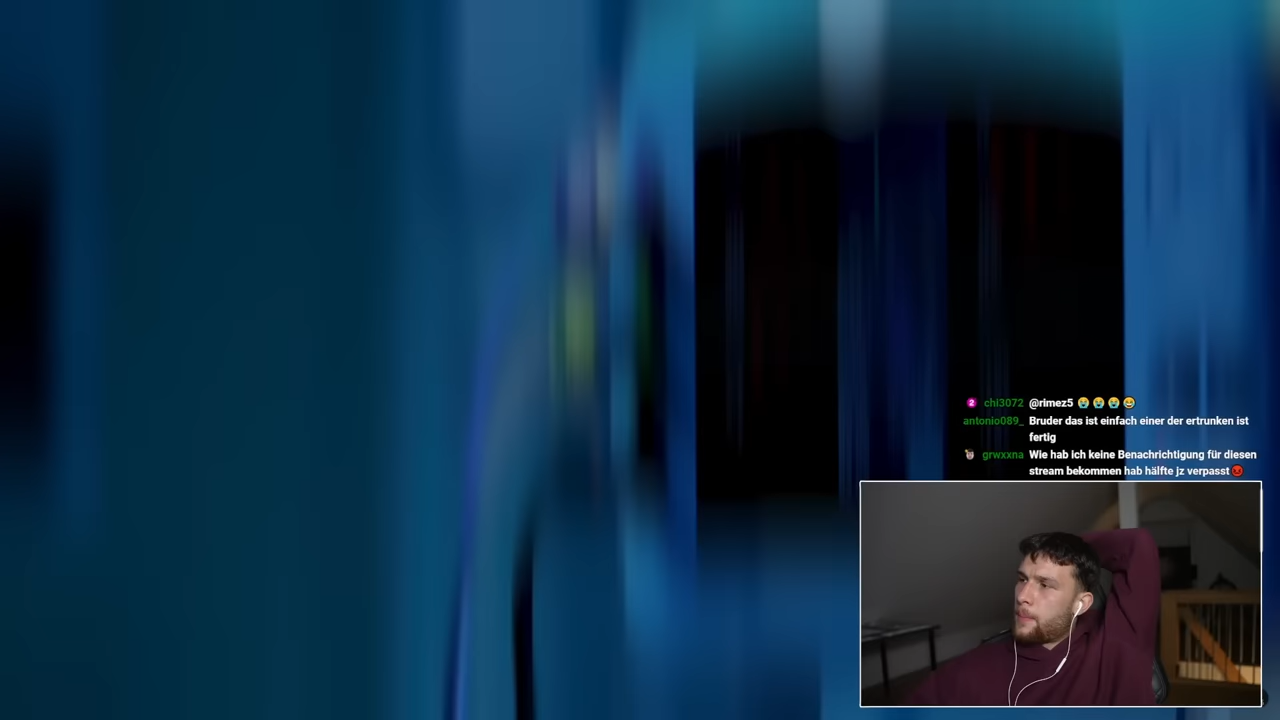 2 chi3072 @rimez5 😭😭😭😂
antonio089_ Bruder das ist einfach einer der ertrunken ist
fertig
grwxxna Wie hab ich keine Benachrichtigung für diesen
stream bekommen hab hälfte jz verpasst😡